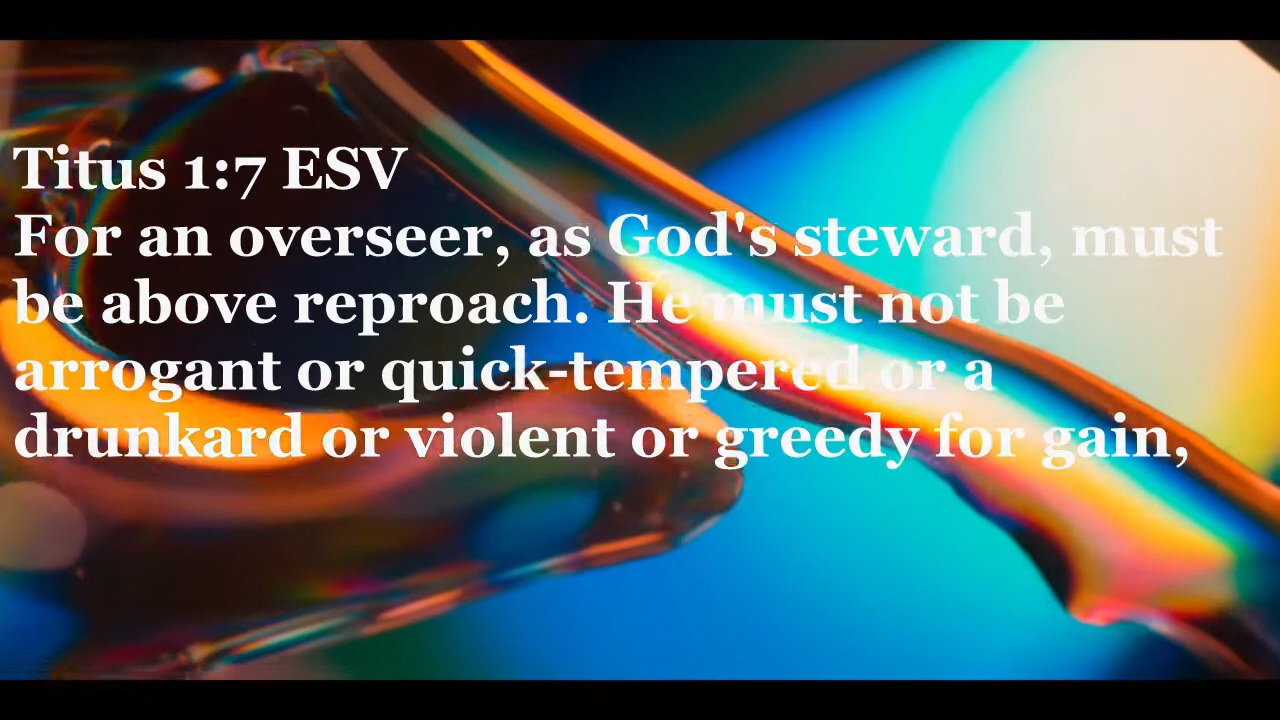 Titus 1:7 ESV
For an overseer, as God's steward, must
be above reproach. He must not be
arrogant or quick-tempered or a
drunkard or violent or greedy for gain,